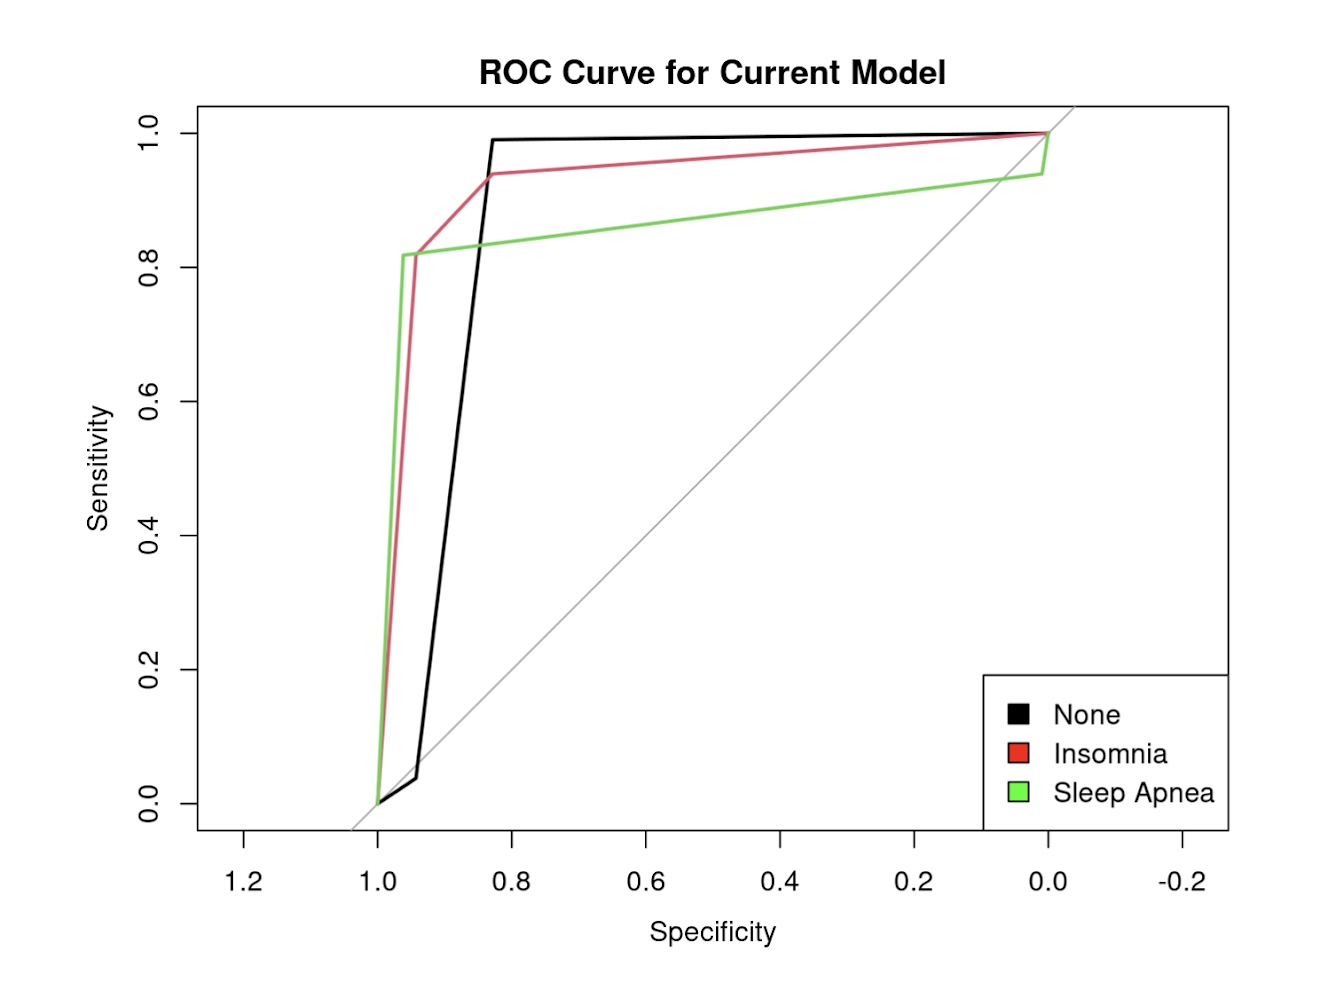 ROC Curve for Current Model
Sensitivity
1.0
0.8
0.6
0.4
0.2
0.0
1.2 1.0 0.8 0.6 0.4 0.2 0.0 -0.2
Specificity
None
Insomnia
Sleep Apnea